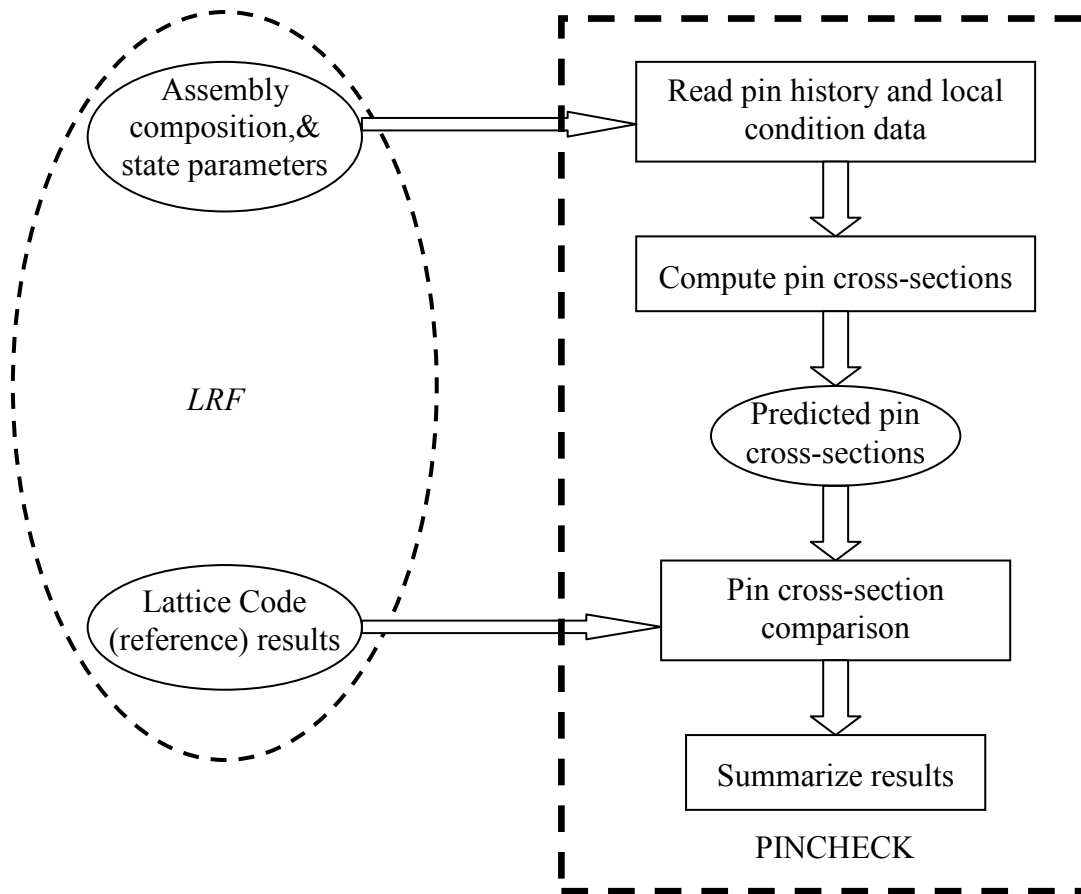 Assembly
composition,&
state parameters
LRF
Lattice Code
(reference) results
Read pin history and local
condition data
Compute pin cross-sections
Predicted pin
cross-sections
Pin cross-section
comparison
Summarize results
PINCHECK